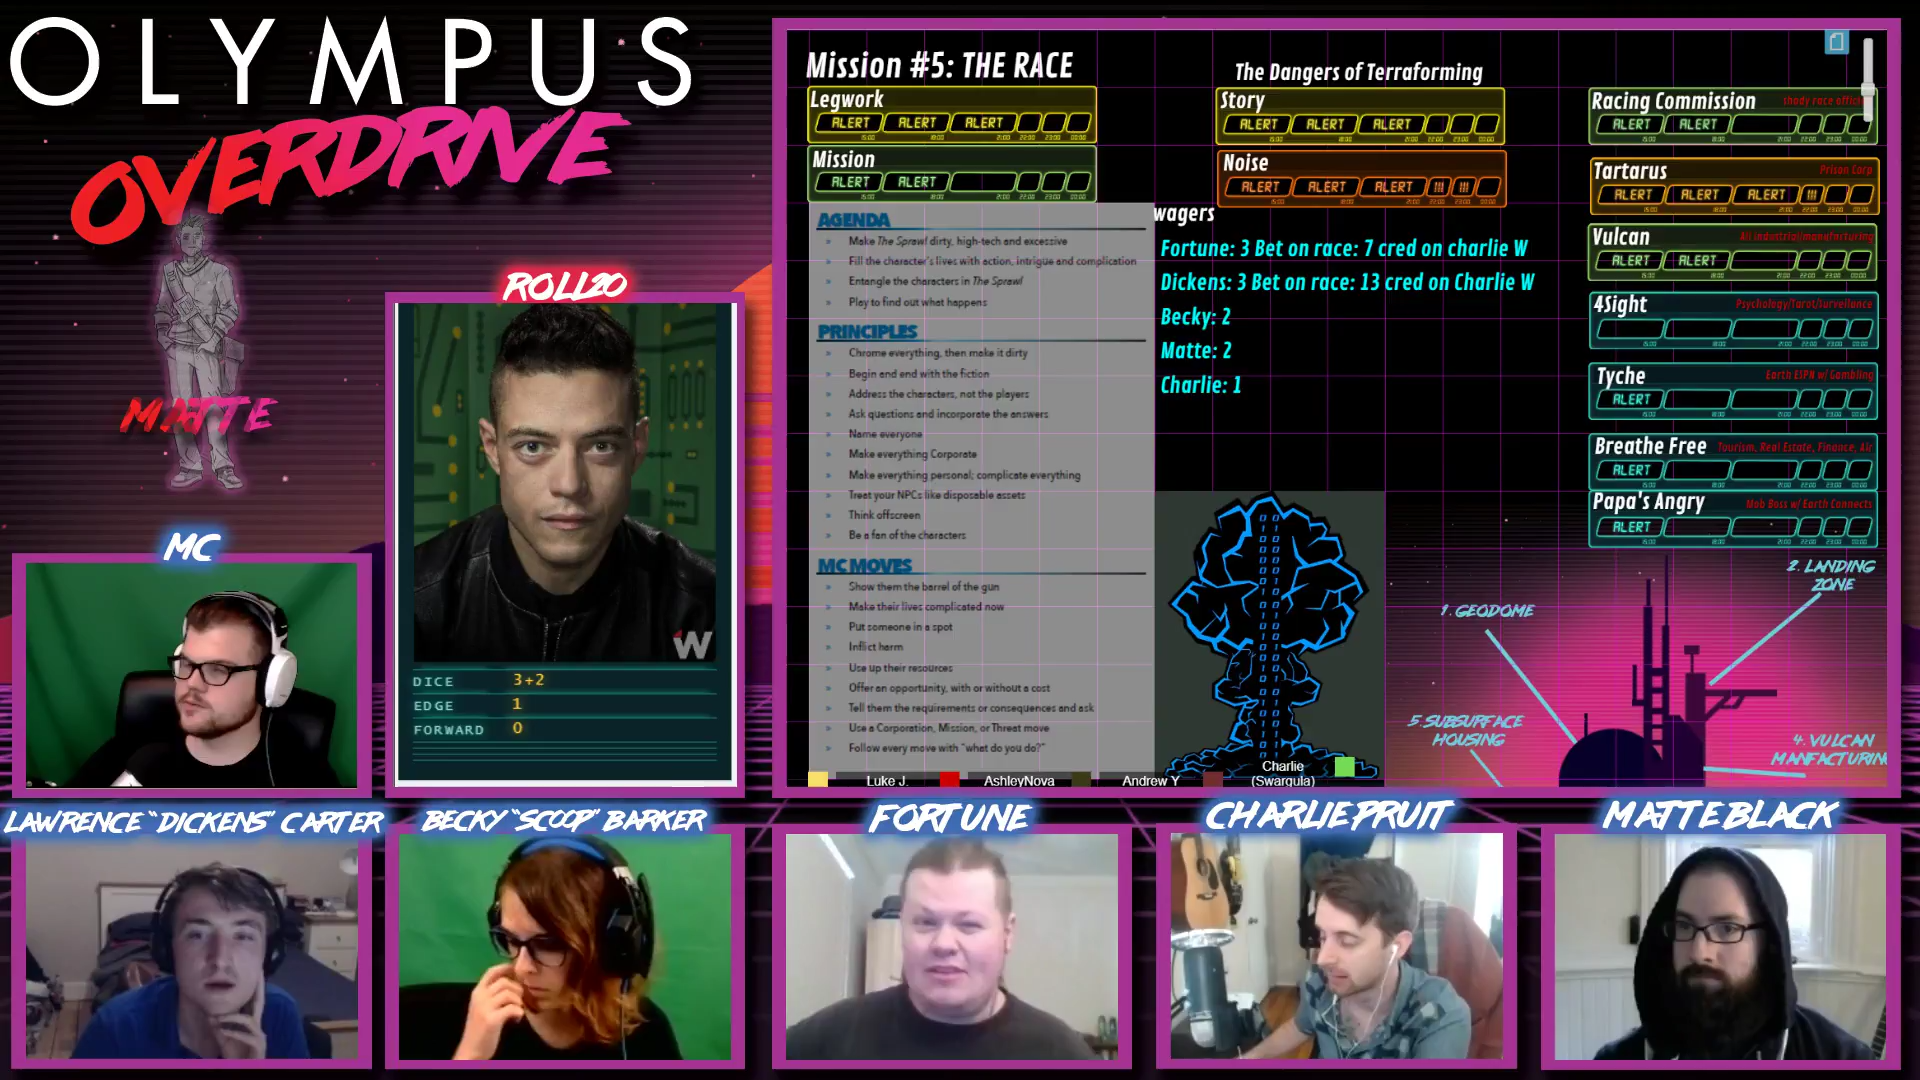 OLYMPUS
OVERDRIVE
MATTE
ROLL20
W
DICE 3+2
EDGE 1
FORWARD 0
MC
Mission #5: THE RACE
Legwork
ALERT ALERT ALERT
Mission
ALERT ALERT
AGENDA
» Make The Sprawl dirty, high-tech and excessive
» Fill the character's lives with action, intrigue and complication
» Entangle the characters in The Sprawl
» Play to find out what happens
PRINCIPLES
» Chrome everything, then make it dirty
» Begin and end with the fiction
» Address the characters, not the players
» Ask questions and incorporate the answers
» Name everyone
» Make everything Corporate
» Make everything personal; complicate everything
» Treat your NPCs like disposable assets
» Think offscreen
» Be a fan of the characters
MC MOVES
» Show them the barrel of the gun
» Make their lives complicated now
» Put someone in a spot
» Inflict harm
» Use up their resources
» Offer an opportunity, with or without a cost
» Tell them the requirements or consequences and ask
» Use a Corporation, Mission, or Threat move
» Follow every move with "what do you do?"
The Dangers of Terraforming
Story
ALERT ALERT ALERT
Noise
ALERT ALERT ALERT !!! !!!
wagers
Fortune: 3 Bet on race: 7 cred on charlie W
Dickens: 3 Bet on race: 13 cred on Charlie W
Becky: 2
Matte: 2
Charlie: 1
Racing Commission shady race
ALERT ALERT
Tartarus Prison Corp
ALERT ALERT ALERT !!!
Vulcan All industrial/manufacturing
ALERT ALERT
4Sight Psychology/Tarot/Surveilance
Tyche Earth ESPN w/ Gambling
ALERT
Breathe Free Tourism, Real Estate, Finance, Air
ALERT
Papa's Angry Mob Boss w/ Earth Connects
ALERT
1. GEODOME
2. LANDING
ZONE
5. SUBSURFACE
HOUSING
4. VULCAN
MANFACTURIN
Luke J.
AshleyNova
Andrew Y
Charlie
(Swargula)
LAWRENCE "DICKENS" CARTER
BECKY "SCOOP" BARKER
FORTUNE
CHARLIE PRUIT
MATTE BLACK